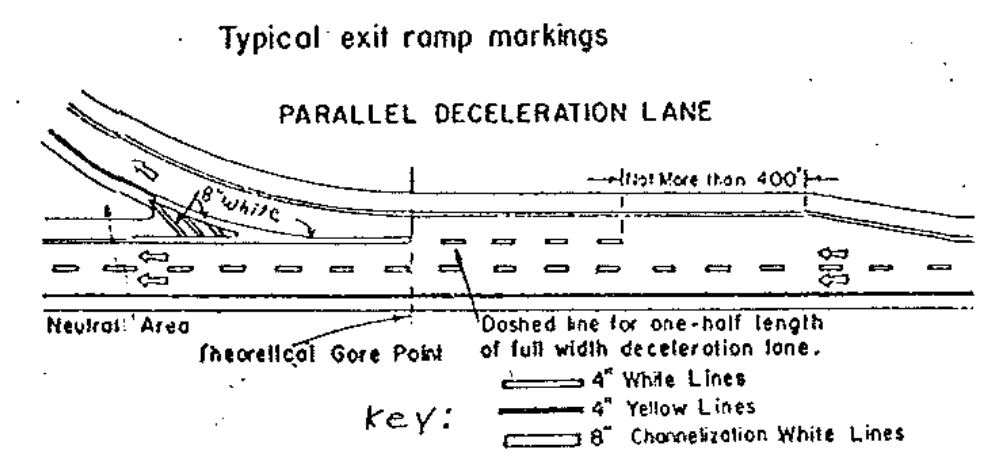 Typical exit ramp markings
PARALLEL DECELERATION LANE
Not More than 400'
8" White
Neutral Area
Theoretical Gore Point
Dashed line for one-half length
of full width deceleration lane.
key:
4" White Lines
4" Yellow Lines
8" Channelization White Lines